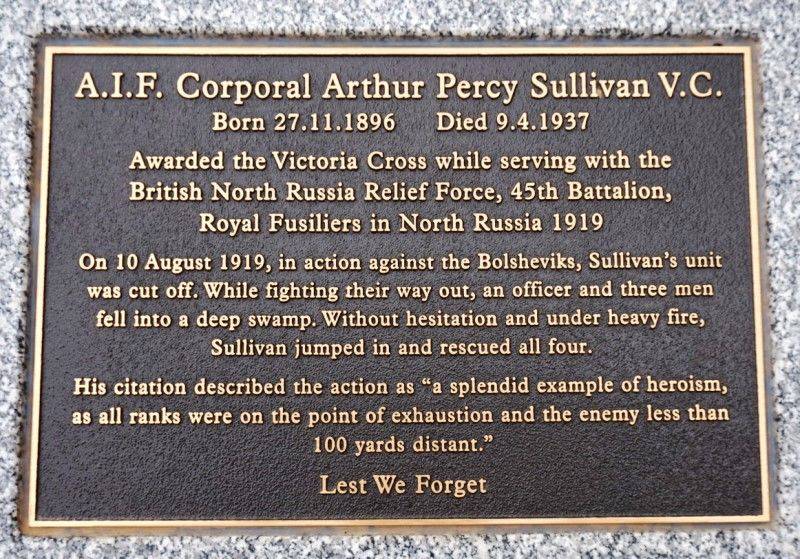 A.I.F. Corporal Arthur Percy Sullivan V.C.
Born 27.11.1896 Died 9.4.1937
Awarded the Victoria Cross while serving with the
British North Russia Relief Force, 45th Battalion,
Royal Fusiliers in North Russia 1919
On 10 August 1919, in action against the Bolsheviks, Sullivan's unit
was cut off. While fighting their way out, an officer and three men
fell into a deep swamp. Without hesitation and under heavy fire,
Sullivan jumped in and rescued all four.
His citation described the action as “a splendid example of heroism,
as all ranks were on the point of exhaustion and the enemy less than
100 yards distant.”
Lest We Forget